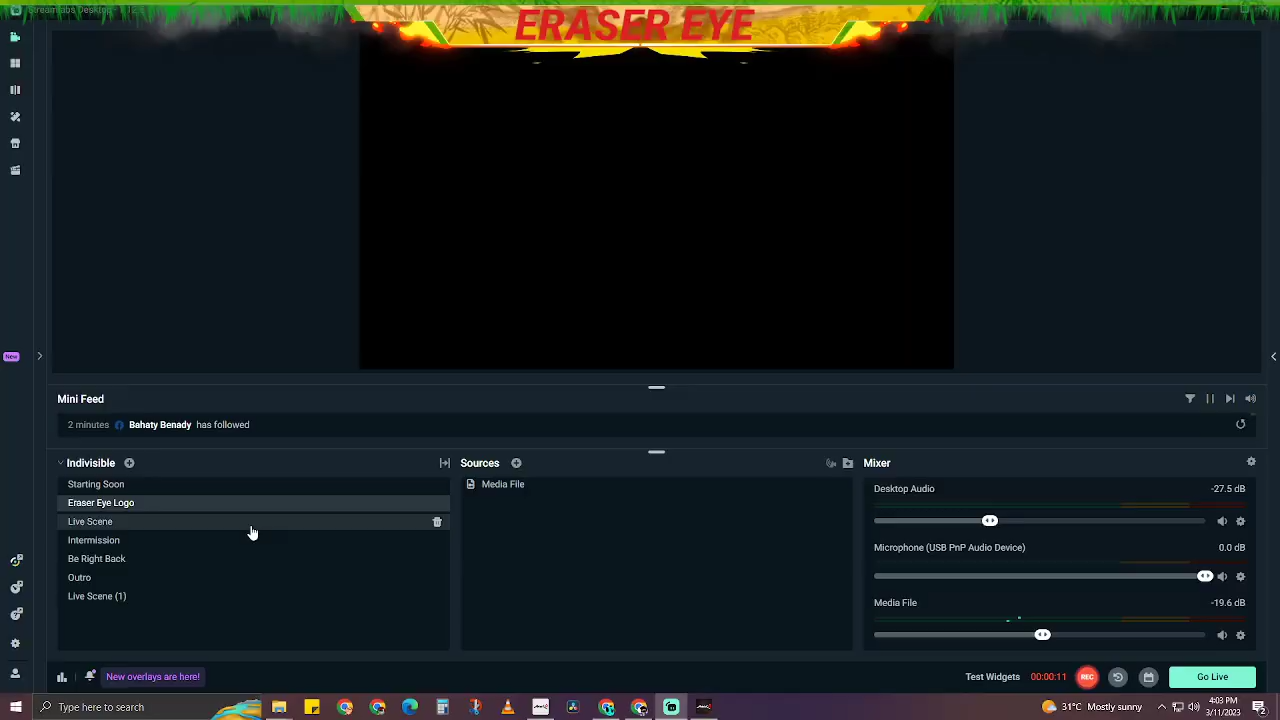 Streamlabs Desktop
ERASER EYE
New
Mini Feed
2 minutes Bahaty Benady has followed
Indivisible
Starting Soon
Eraser Eye Logo
Live Scene
Intermission
Be Right Back
Outro
Live Scene (1)
Sources
Media File
Mixer
Desktop Audio -27.5 dB
Microphone (USB PnP Audio Device) 0.0 dB
Media File -19.6 dB
New overlays are here!
Test Widgets 00:00:11 REC Go Live
Type here to search
31°C Mostly sunny
4:03 PM
3/11/2023